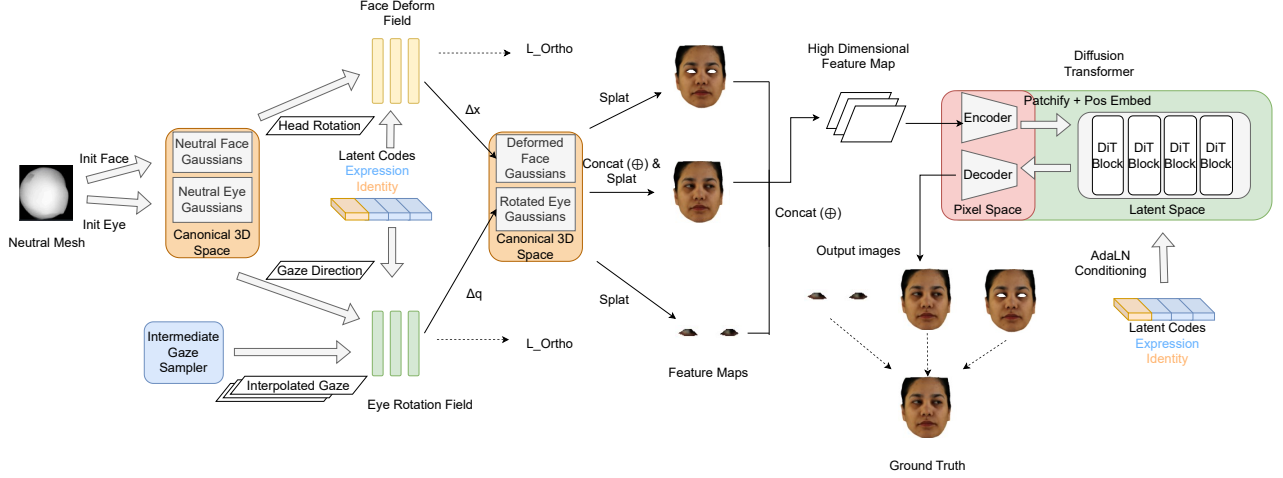 Face Deform
Field
L_Ortho
Head Rotation
Δx
Splat
High Dimensional
Feature Map
Diffusion
Transformer
Patchify + Pos Embed
Encoder
DiT
Block
DiT
Block
DiT
Block
DiT
Block
Decoder
Pixel Space
Latent Space
Init Face
Init Eye
Neutral Mesh
Neutral Face
Gaussians
Neutral Eye
Gaussians
Canonical 3D
Space
Latent Codes
Expression
Identity
Deformed
Face
Gaussians
Rotated Eye
Gaussians
Canonical 3D
Space
Concat (⊕) &
Splat
Concat (⊕)
Gaze Direction
Δq
Splat
Output images
AdaLN
Conditioning
Latent Codes
Expression
Identity
Intermediate
Gaze
Sampler
Interpolated Gaze
L_Ortho
Eye Rotation Field
Feature Maps
Ground Truth